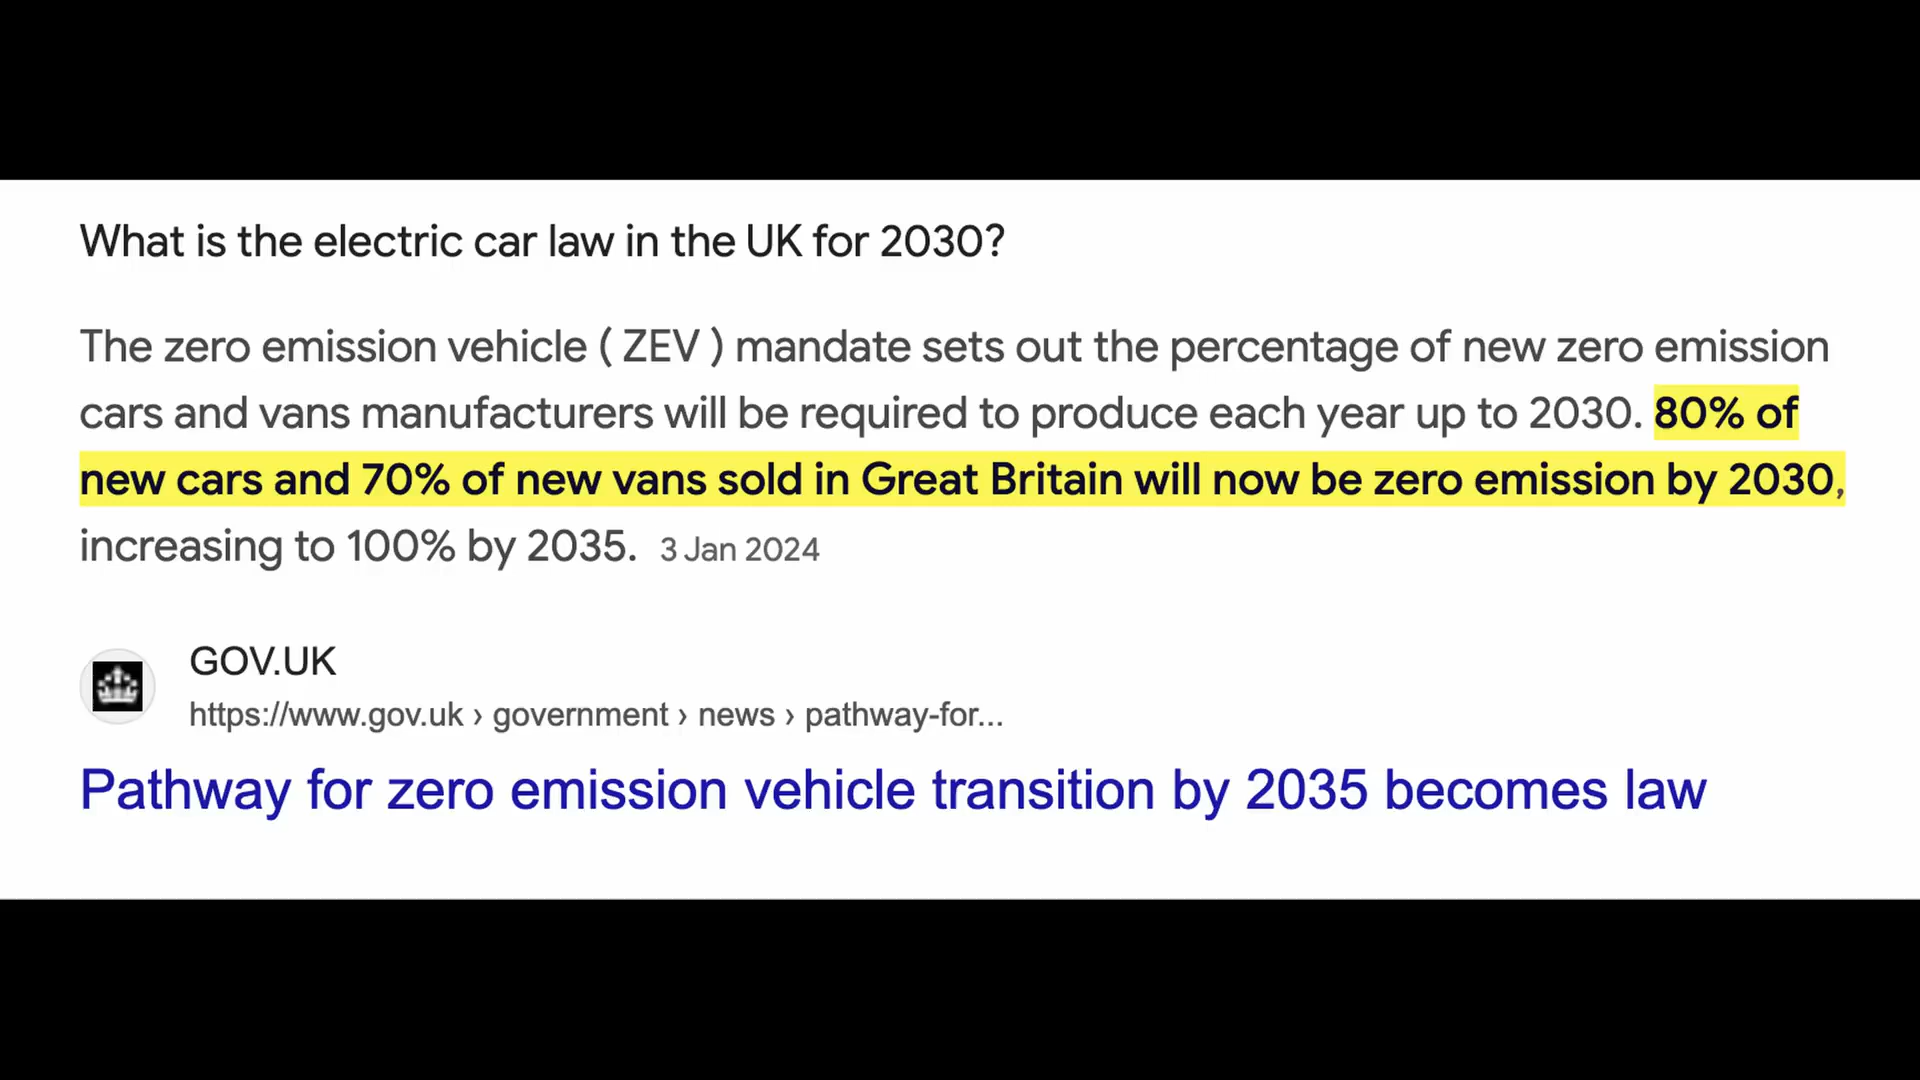 What is the electric car law in the UK for 2030?
The zero emission vehicle ( ZEV ) mandate sets out the percentage of new zero emission
cars and vans manufacturers will be required to produce each year up to 2030. 80% of
new cars and 70% of new vans sold in Great Britain will now be zero emission by 2030,
increasing to 100% by 2035. 3 Jan 2024
GOV.UK
https://www.gov.uk › government › news › pathway-for...
Pathway for zero emission vehicle transition by 2035 becomes law